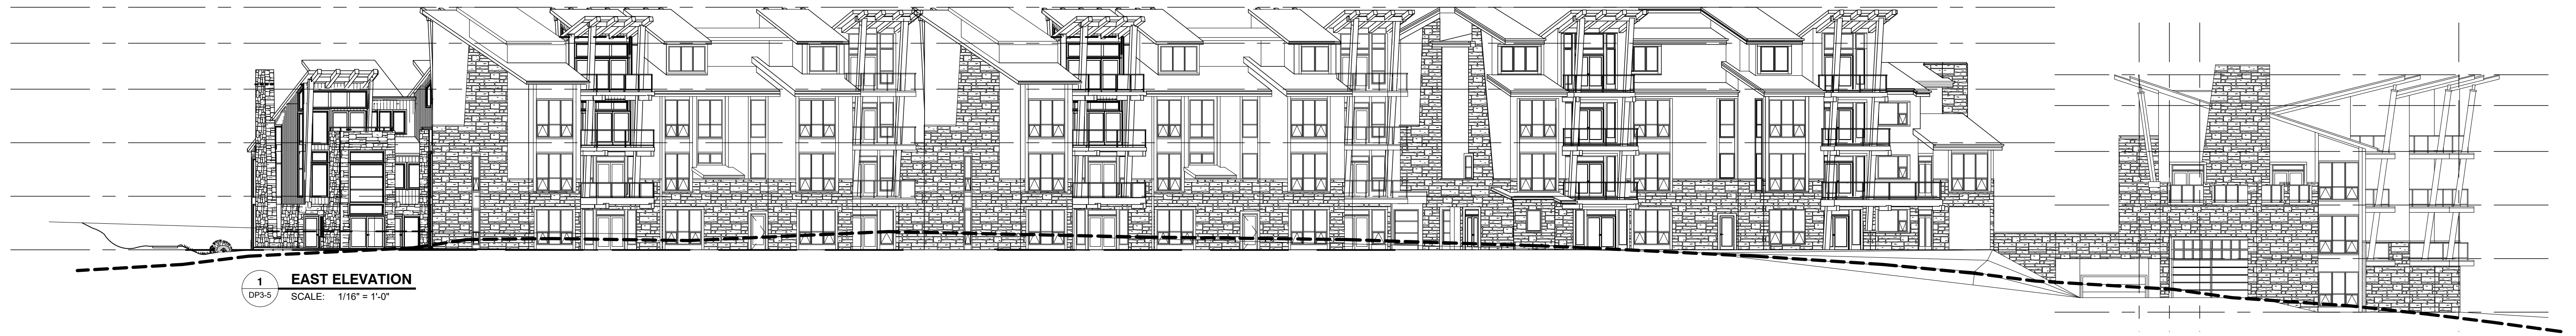 1
DP3-5
EAST ELEVATION
SCALE: 1/16" = 1'-0"